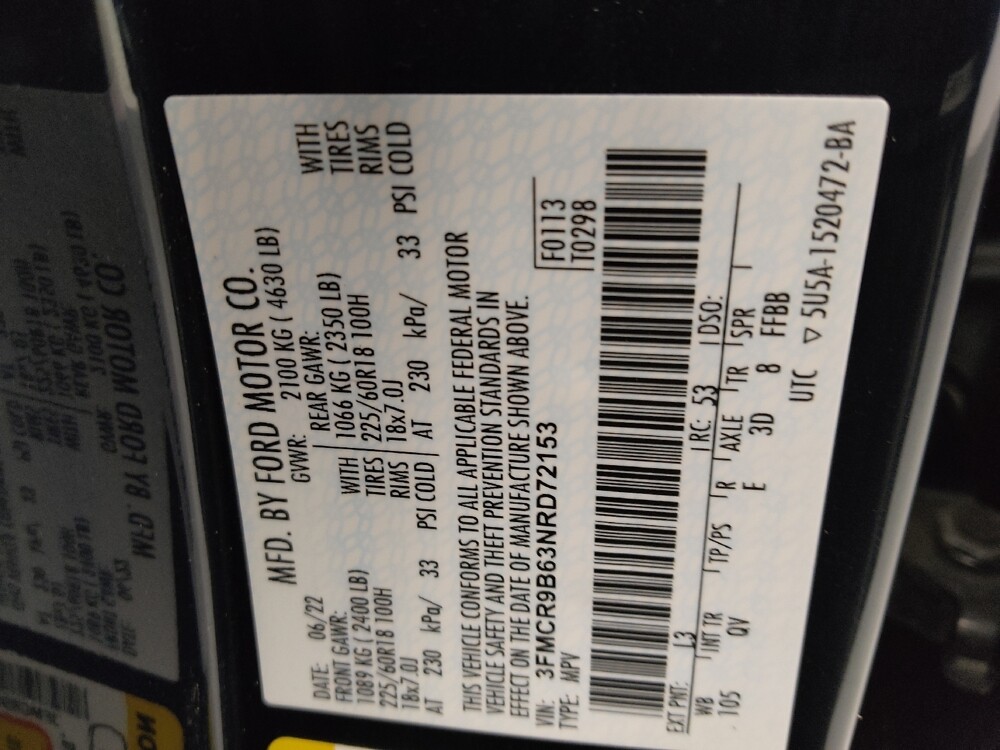 MFD. BY FORD MOTOR CO.
DATE: 06/22 GVWR: 2100 KG ( 4630 LB)
FRONT GAWR: REAR GAWR:
1089 KG ( 2400 LB) WITH 1066 KG ( 2350 LB) WITH
225/60R18 100H TIRES 225/60R18 100H TIRES
18x7.0J RIMS 18x7.0J RIMS
AT 230 kPa/ 33 PSI COLD AT 230 kPa/ 33 PSI COLD
THIS VEHICLE CONFORMS TO ALL APPLICABLE FEDERAL MOTOR
VEHICLE SAFETY AND THEFT PREVENTION STANDARDS IN
EFFECT ON THE DATE OF MANUFACTURE SHOWN ABOVE.
VIN: 3FMCR9B63NRD72153 F0113
TYPE: MPV T0298
EXT PNT: L3 RC: 53 DSO:
WB INT TR TP/PS R AXLE TR SPR
105 QV E 3D 8 FFBB
UTC ▽ 5U5A-1520472-BA